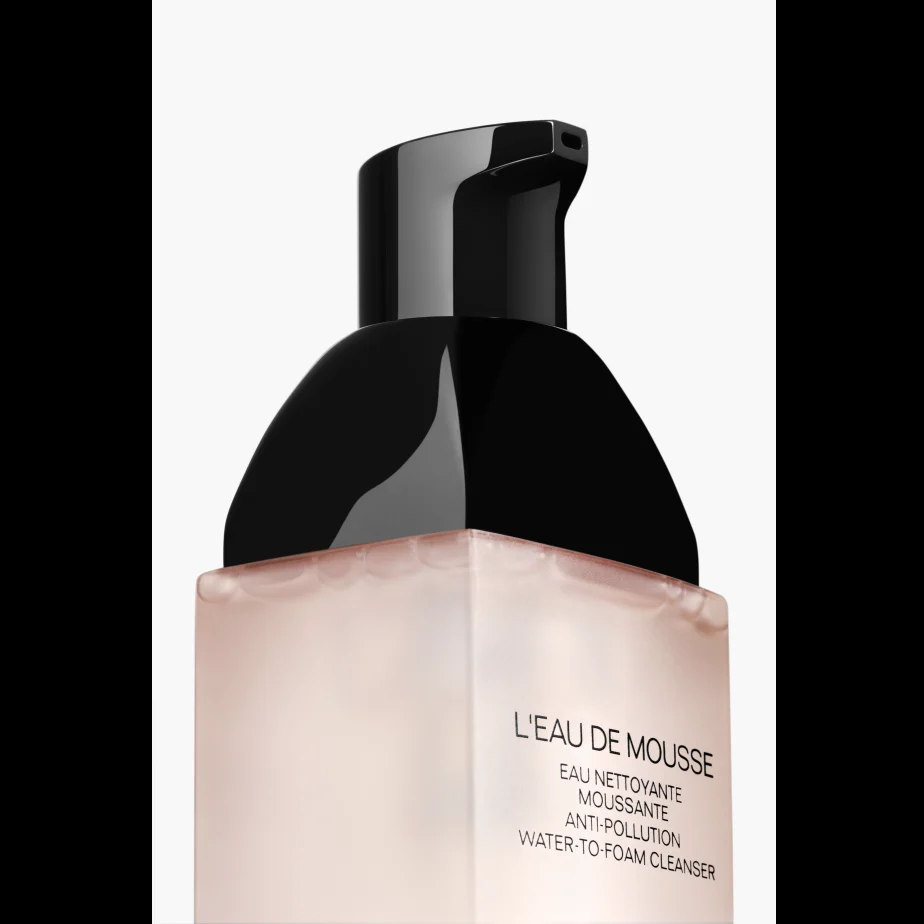 L'EAU DE MOUSSE
EAU NETTOYANTE
MOUSSANTE
ANTI-POLLUTION
WATER-TO-FOAM CLEANSER